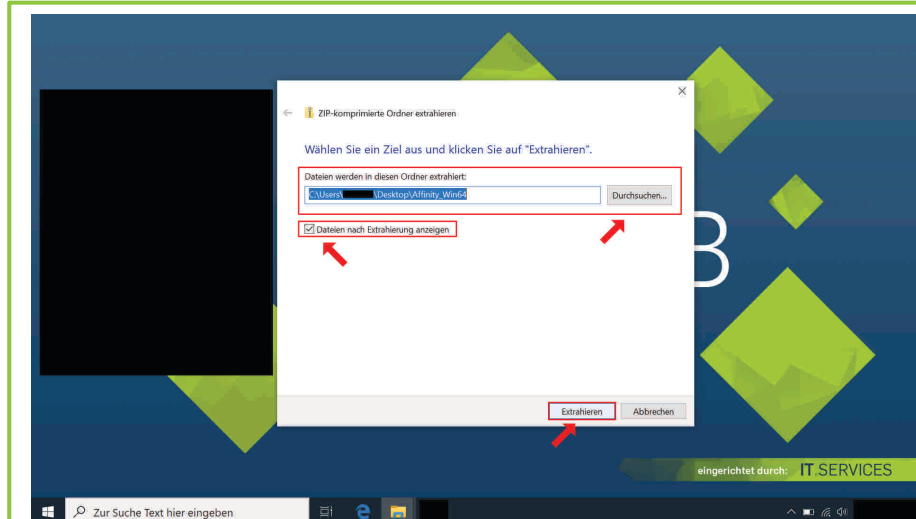 ZIP-komprimierte Ordner extrahieren
Wählen Sie ein Ziel aus und klicken Sie auf "Extrahieren".
Dateien werden in diesen Ordner extrahiert:
C:\Users\ \Desktop\Affinity_Win64
Durchsuchen...
Dateien nach Extrahierung anzeigen
B
Extrahieren
Abbrechen
eingerichtet durch: IT.SERVICES
Zur Suche Text hier eingeben